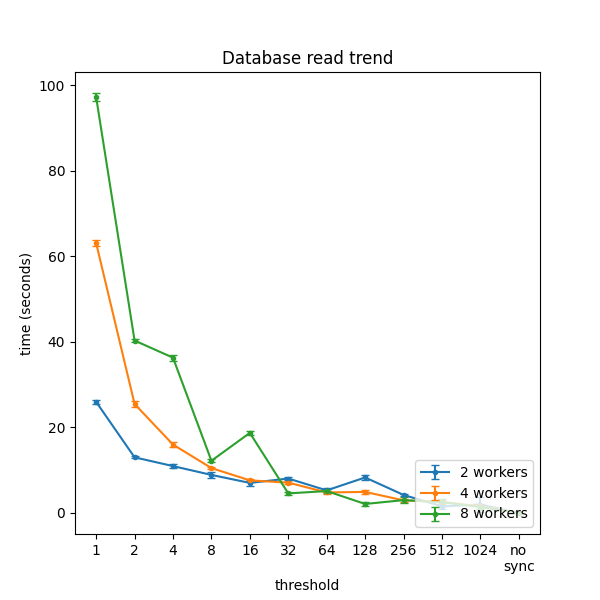 Database read trend
time (seconds)
100
80
60
40
20
0
2 workers
4 workers
8 workers
1 2 4 8 16 32 64 128 256 512 1024 no
sync
threshold